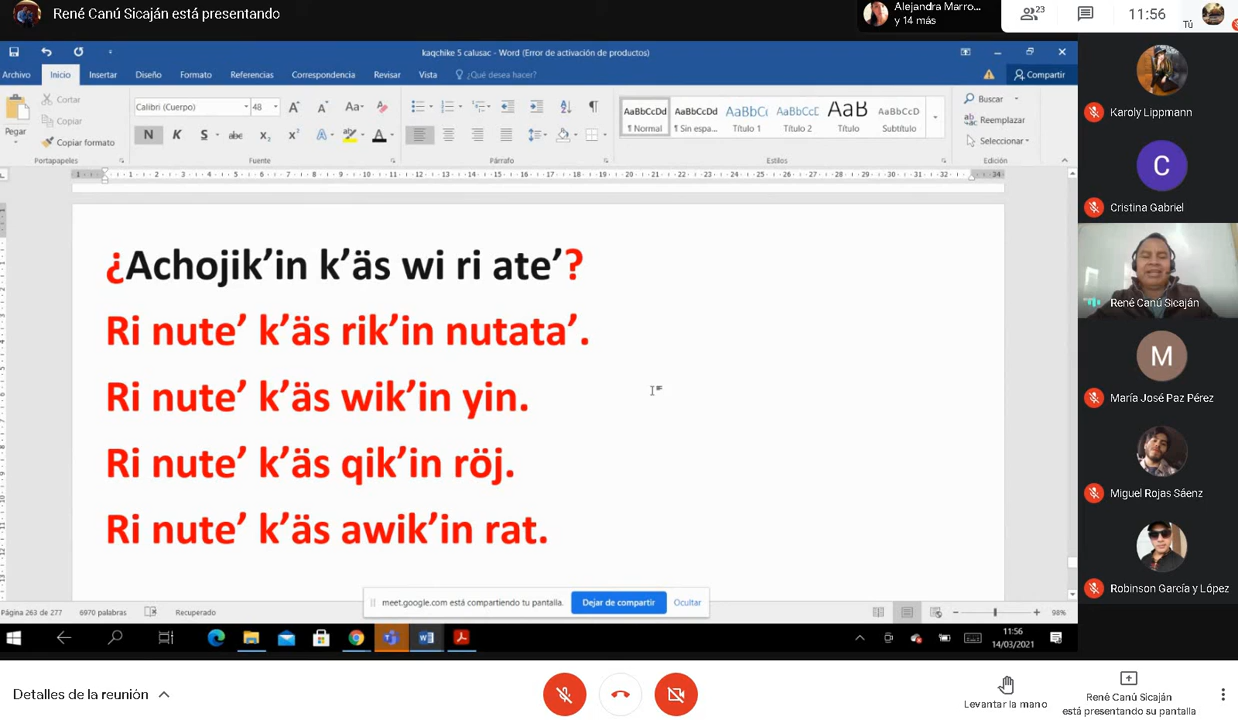 René Canú Sicaján está presentando
Alejandra Marro...
y 14 más
23
11:56
Tú
kaqchike 5 calusac - Word (Error de activación de productos)
Archivo Inicio Insertar Diseño Formato Referencias Correspondencia Revisar Vista ¿Qué desea hacer? Compartir
Pegar
Cortar
Copiar
Copiar formato
Portapapeles
Calibri (Cuerpo) 48
Fuente
Párrafo
AaBbCcDd AaBbCcDd AaBbCc AaBbCcC AaB AaBbCcD
¶ Normal ¶ Sin espa... Título 1 Título 2 Título Subtítulo
Estilos
Buscar
Reemplazar
Seleccionar
Edición
¿Achojik’in k’äs wi ri ate’?
Ri nute’ k’äs rik’in nutata’.
Ri nute’ k’äs wik’in yin.
Ri nute’ k’äs qik’in röj.
Ri nute’ k’äs awik’in rat.
meet.google.com está compartiendo tu pantalla. Dejar de compartir Ocultar
Página 263 de 277 6970 palabras Recuperado 98%
11:56
14/03/2021
Karoly Lippmann
C
Cristina Gabriel
René Canú Sicaján
M
María José Paz Pérez
Miguel Rojas Sáenz
Robinson García y López
Detalles de la reunión
Levantar la mano
René Canú Sicaján
está presentando su pantalla